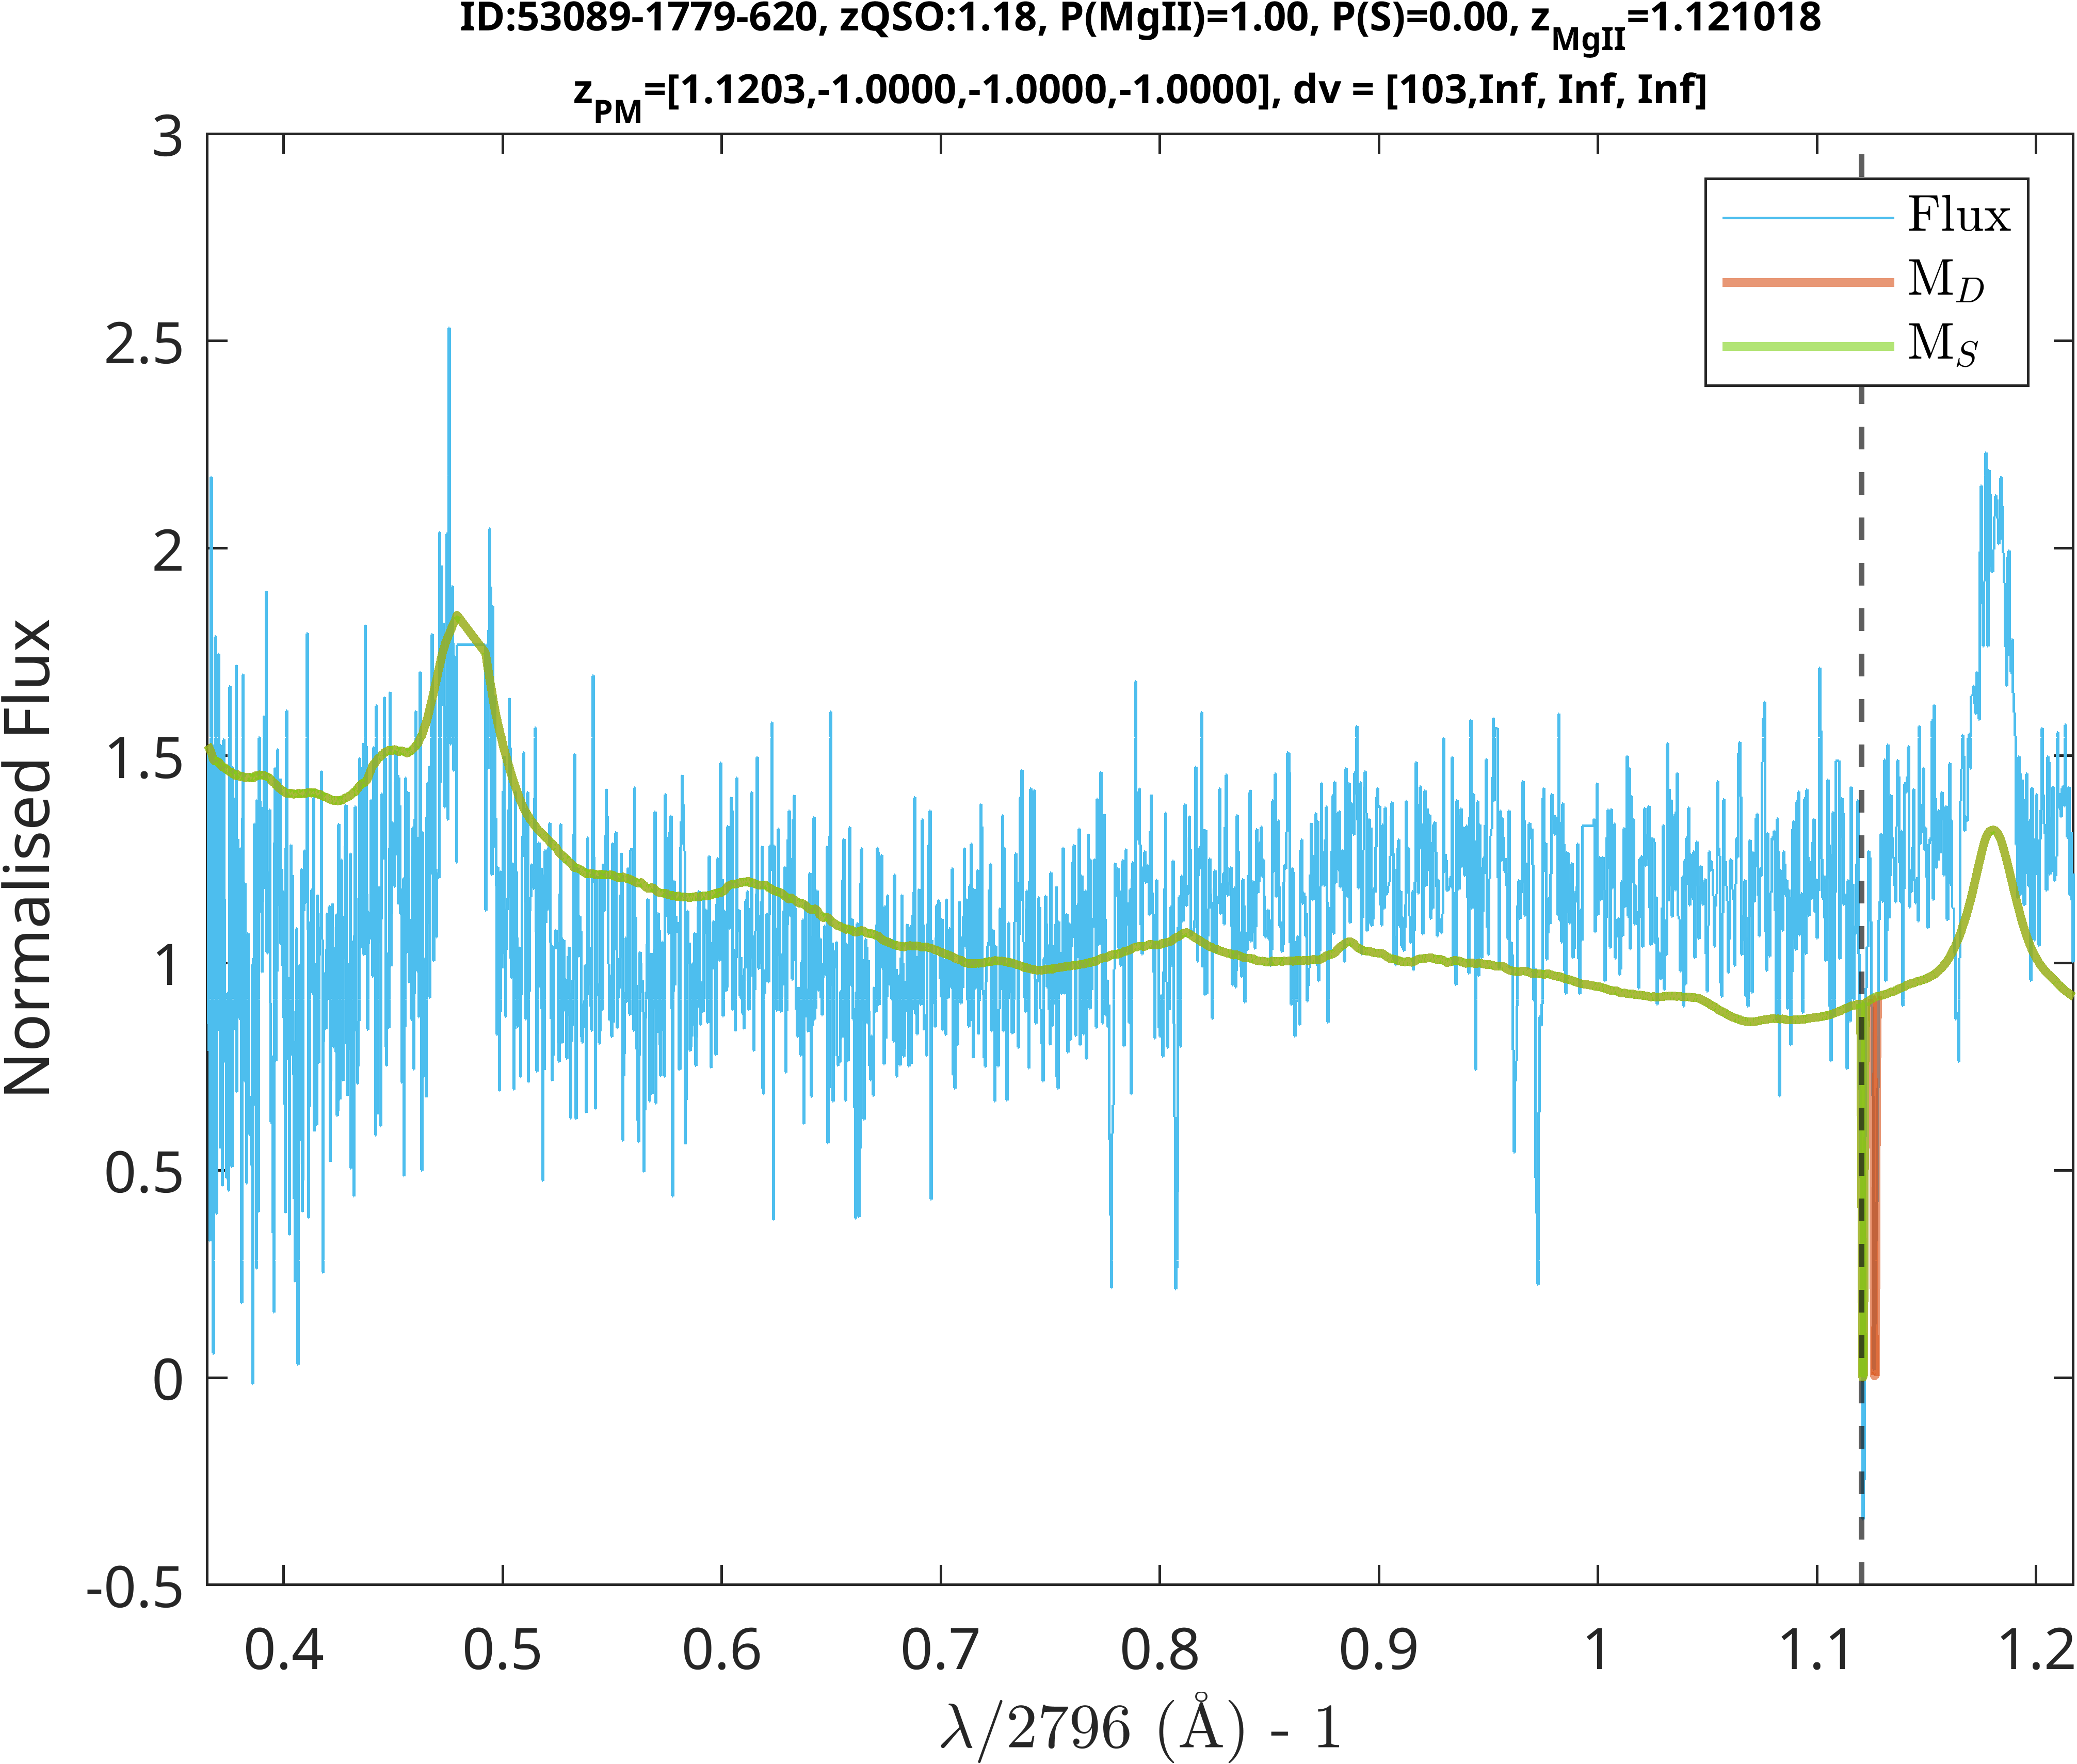 ID:53089-1779-620, zQSO:1.18, P(MgII)=1.00, P(S)=0.00, zMgII=1.121018
zPM=[1.1203,-1.0000,-1.0000,-1.0000], dv = [103,Inf, Inf, Inf]
3
2.5
2
1.5
1
0.5
0
-0.5
Normalised Flux
Flux
MD
MS
0.4
0.5
0.6
0.7
0.8
0.9
1
1.1
1.2
λ/2796 (Å) - 1